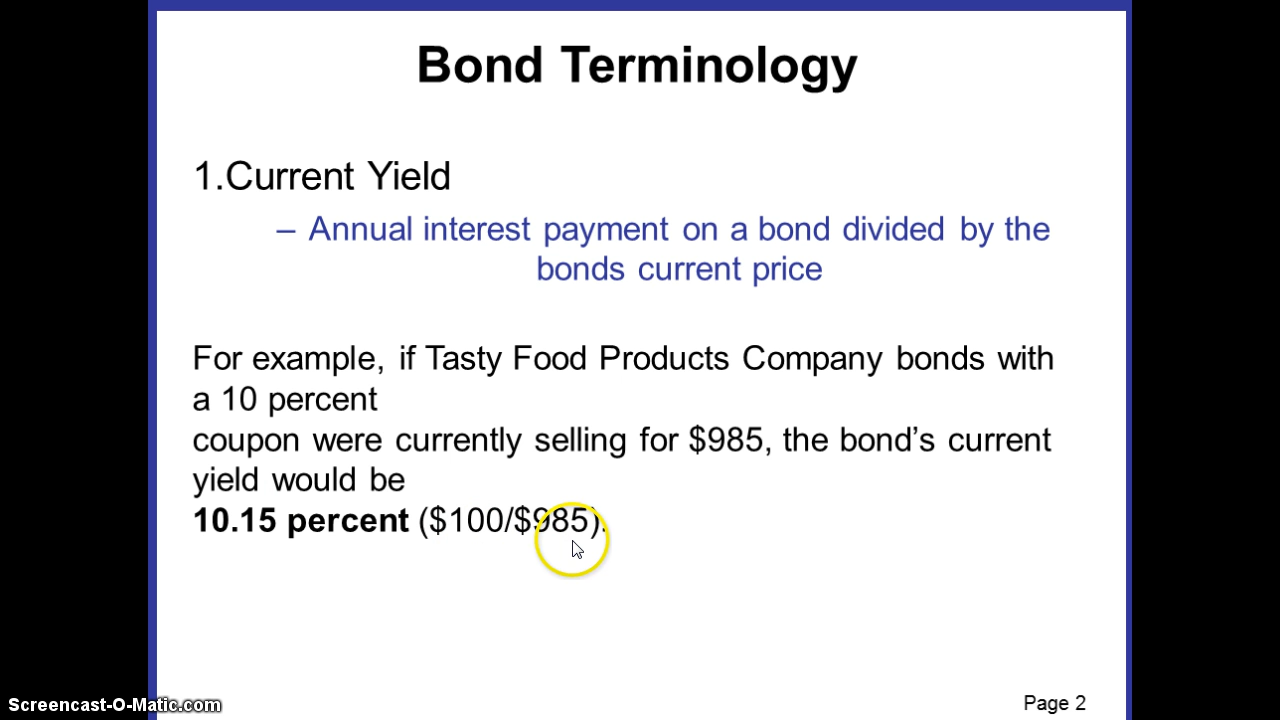 Bond Terminology
1.Current Yield
– Annual interest payment on a bond divided by the
bonds current price
For example, if Tasty Food Products Company bonds with
a 10 percent
coupon were currently selling for $985, the bond’s current
yield would be
10.15 percent ($100/$985).
Page 2
Screencast-O-Matic.com